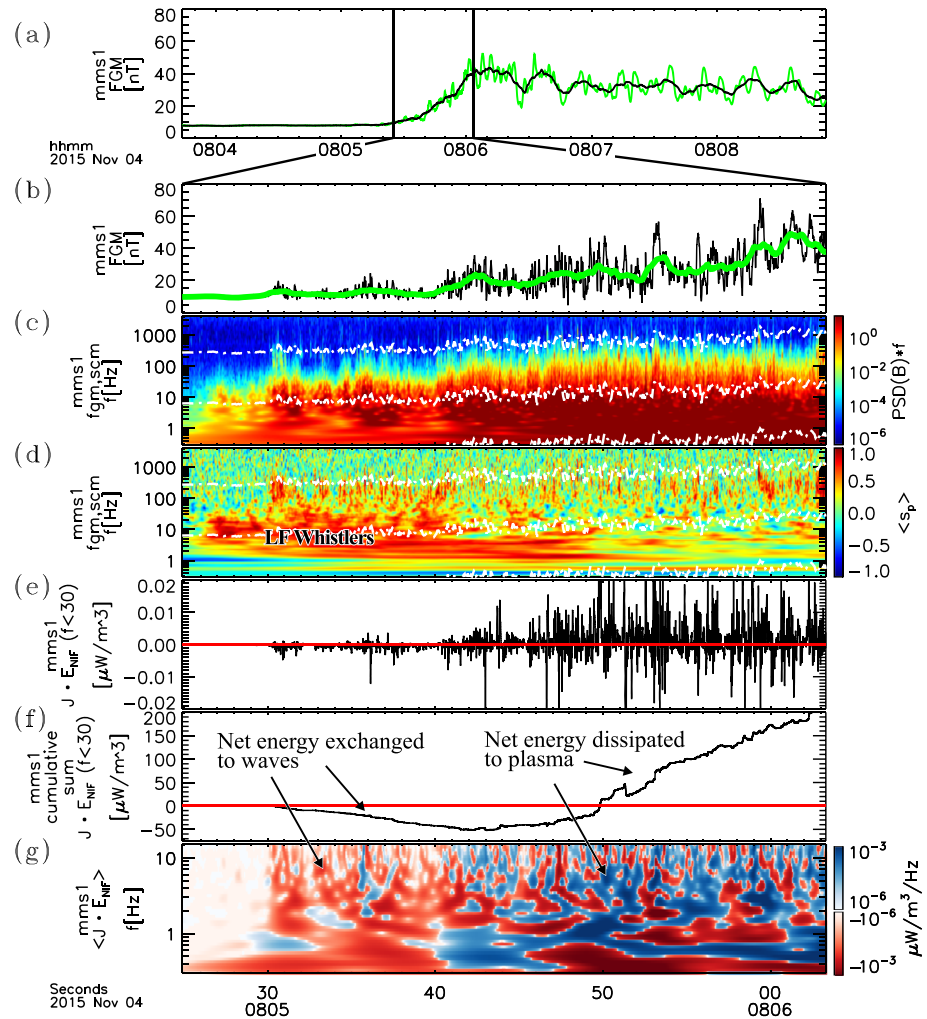 (a)
mms1
FGM
[nT]
80
60
40
20
0
hhmm
2015 Nov 04
0804
0805
0806
0807
0808
(b)
mms1
FGM
[nT]
80
60
40
20
0
(c)
mms1
fgm,scm
f[Hz]
1000
100
10
1
10^0
10^-2
10^-4
10^-6
PSD(B)*f
(d)
mms1
fgm,scm
f[Hz]
1000
100
10
1
LF Whistlers
1.0
0.5
0.0
-0.5
-1.0
<s_p>
(e)
mms1
J • E_NIF (f<30)
[μW/m^3]
0.02
0.01
0.00
-0.01
-0.02
(f)
mms1
cumulative
sum
J • E_NIF (f<30)
[μW/m^3]
200
150
100
50
0
-50
Net energy exchanged
to waves
Net energy dissipated
to plasma
(g)
mms1
<J • E_NIF>
f[Hz]
10
1
10^-3
10^-6
-10^-6
-10^-3
μW/m^3/Hz
Seconds
2015 Nov 04
30
0805
40
50
00
0806